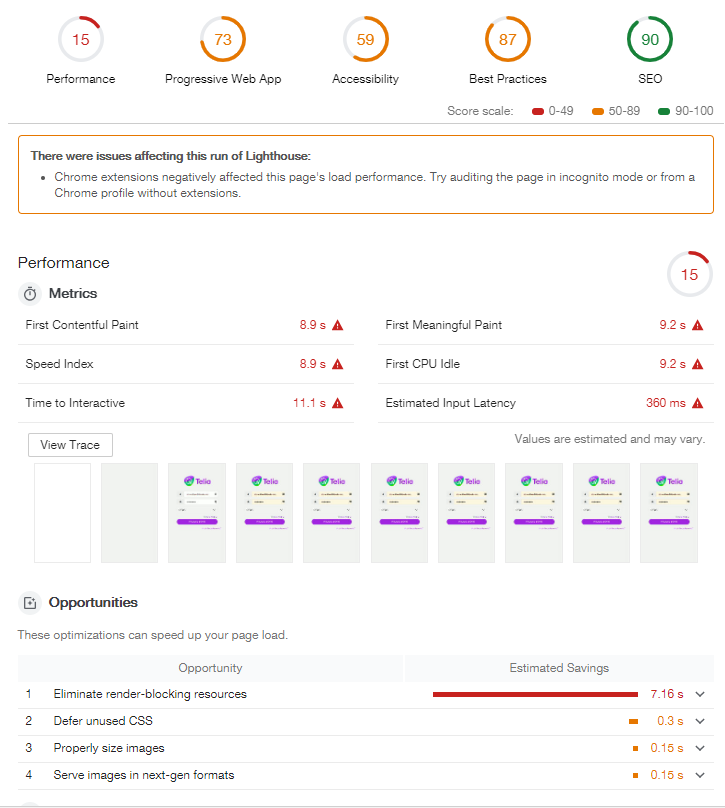 15
73
59
87
90
Performance
Progressive Web App
Accessibility
Best Practices
SEO
Score scale:
0-49
50-89
90-100
There were issues affecting this run of Lighthouse:
Chrome extensions negatively affected this page's load performance. Try auditing the page in incognito mode or from a
Chrome profile without extensions.
Performance
15
Metrics
First Contentful Paint 8.9 s
First Meaningful Paint 9.2 s
Speed Index 8.9 s
First CPU Idle 9.2 s
Time to Interactive 11.1 s
Estimated Input Latency 360 ms
View Trace
Values are estimated and may vary.
Telia
Telia
Telia
Telia
Telia
Telia
Telia
Telia
Opportunities
These optimizations can speed up your page load.
Opportunity
Estimated Savings
1 Eliminate render-blocking resources 7.16 s
2 Defer unused CSS 0.3 s
3 Properly size images 0.15 s
4 Serve images in next-gen formats 0.15 s